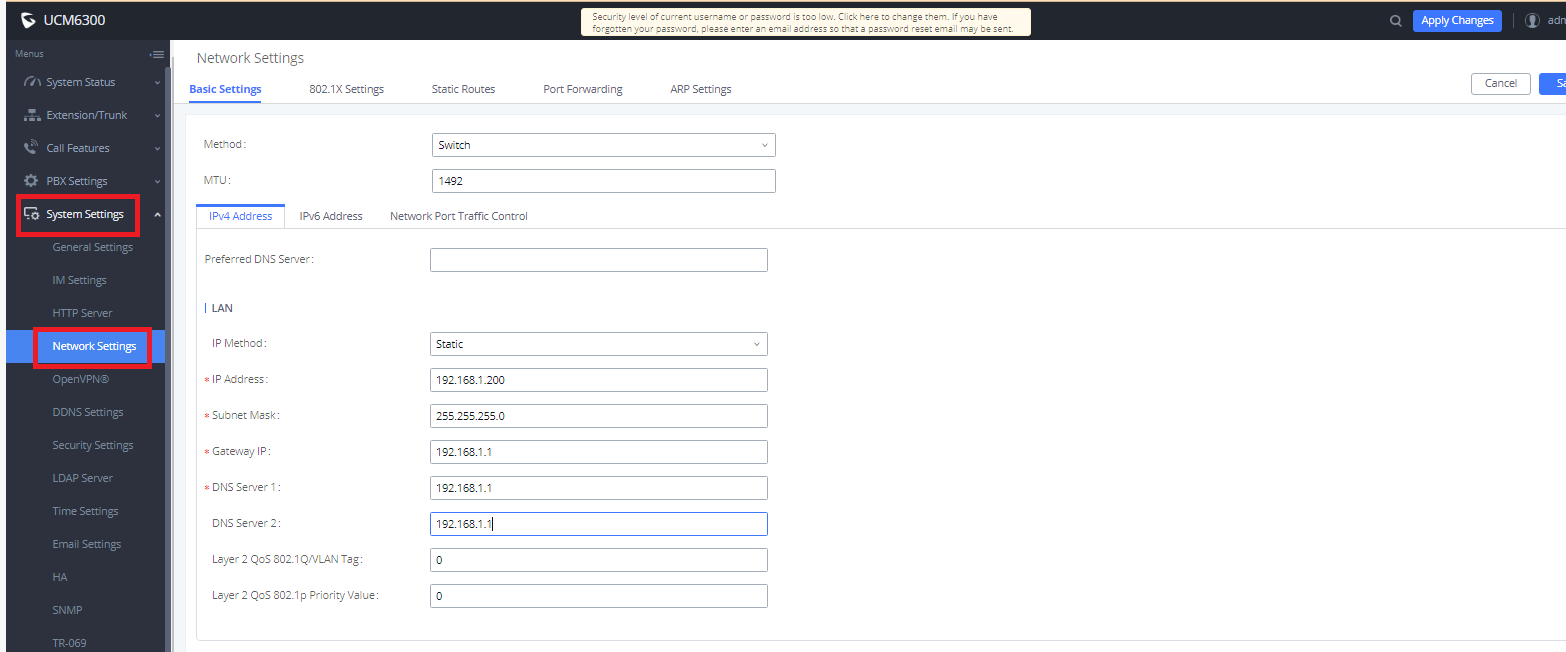 UCM6300
Security level of current username or password is too low. Click here to change them. If you have
forgotten your password, please enter an email address so that a password reset email may be sent.
Apply Changes
Menus
System Status
Extension/Trunk
Call Features
PBX Settings
System Settings
General Settings
IM Settings
HTTP Server
Network Settings
OpenVPN®
DDNS Settings
Security Settings
LDAP Server
Time Settings
Email Settings
HA
SNMP
TR-069
Network Settings
Basic Settings 802.1X Settings Static Routes Port Forwarding ARP Settings
Cancel
Method: Switch
MTU: 1492
IPv4 Address IPv6 Address Network Port Traffic Control
Preferred DNS Server:
LAN
IP Method: Static
* IP Address: 192.168.1.200
* Subnet Mask: 255.255.255.0
* Gateway IP: 192.168.1.1
* DNS Server 1: 192.168.1.1
DNS Server 2: 192.168.1.1
Layer 2 QoS 802.1Q/VLAN Tag: 0
Layer 2 QoS 802.1p Priority Value: 0